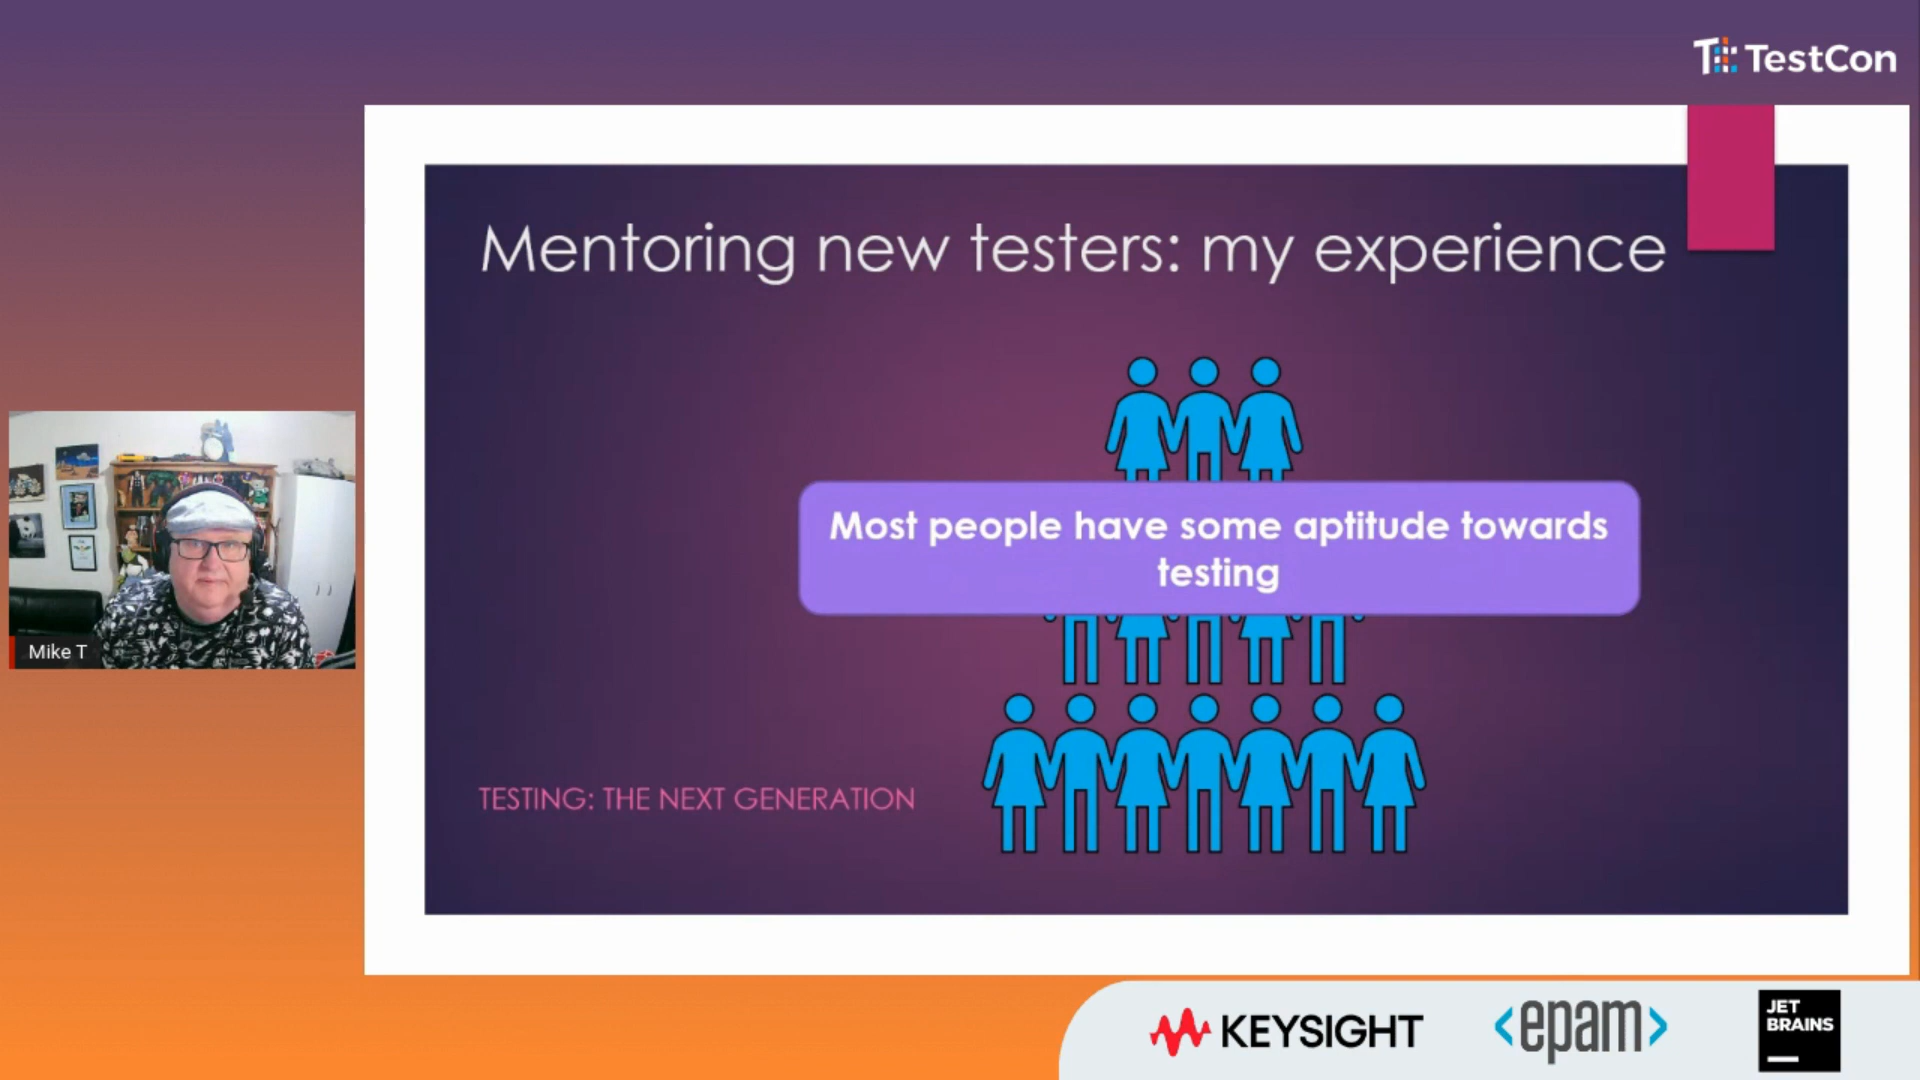 TestCon
Mentoring new testers: my experience
Most people have some aptitude towards
testing
Mike T
TESTING: THE NEXT GENERATION
KEYSIGHT
<epam>
JET
BRAINS